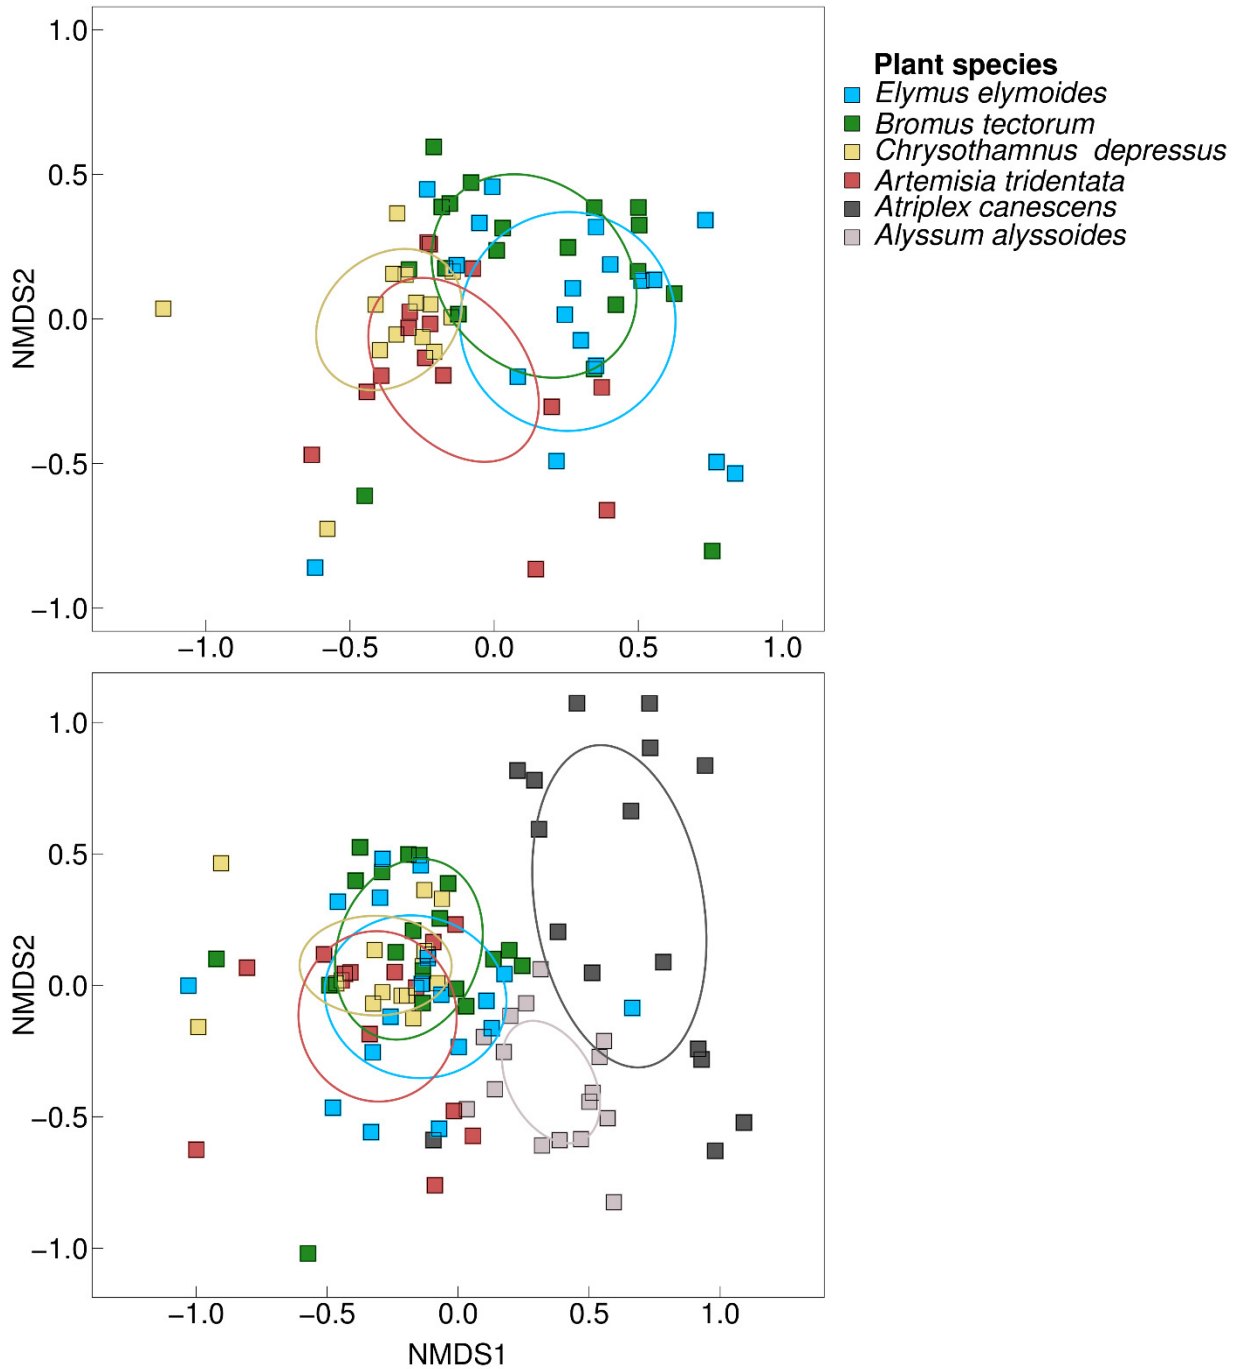 1.0
0.5
0.0
−0.5
−1.0
NMDS2
−1.0 −0.5 0.0 0.5 1.0
Plant species
Elymus elymoides
Bromus tectorum
Chrysothamnus depressus
Artemisia tridentata
Atriplex canescens
Alyssum alyssoides
1.0
0.5
0.0
−0.5
−1.0
NMDS2
−1.0 −0.5 0.0 0.5 1.0
NMDS1